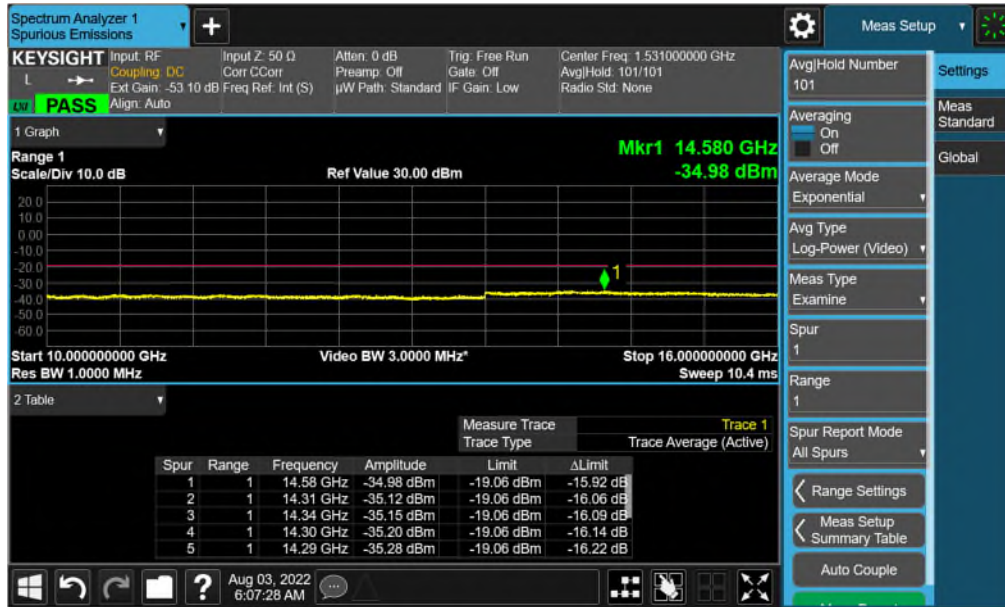 Spectrum Analyzer 1
Spurious Emissions
+
Meas Setup
KEYSIGHT Input: RF Input Z: 50 Ω Atten: 0 dB Trig: Free Run Center Freq: 1.531000000 GHz
L Coupling: DC Corr CCorr Preamp: Off Gate: Off Avg|Hold: 101/101
Ext Gain: -53.10 dB Freq Ref: Int (S) µW Path: Standard IF Gain: Low Radio Std: None
LXI PASS Align: Auto
1 Graph
Range 1
Scale/Div 10.0 dB Ref Value 30.00 dBm
Mkr1 14.580 GHz
-34.98 dBm
20.0
10.0
0.00
-10.0
-20.0
-30.0
-40.0
-50.0
-60.0
1
Start 10.000000000 GHz Video BW 3.0000 MHz* Stop 16.000000000 GHz
Res BW 1.0000 MHz Sweep 10.4 ms
2 Table
Measure Trace Trace 1
Trace Type Trace Average (Active)
Spur Range Frequency Amplitude Limit ΔLimit
1 1 14.58 GHz -34.98 dBm -19.06 dBm -15.92 dB
2 1 14.31 GHz -35.12 dBm -19.06 dBm -16.06 dB
3 1 14.34 GHz -35.15 dBm -19.06 dBm -16.09 dB
4 1 14.30 GHz -35.20 dBm -19.06 dBm -16.14 dB
5 1 14.29 GHz -35.28 dBm -19.06 dBm -16.22 dB
?
Aug 03, 2022
6:07:28 AM
Avg|Hold Number
101
Averaging
On
Off
Average Mode
Exponential
Avg Type
Log-Power (Video)
Meas Type
Examine
Spur
1
Range
1
Spur Report Mode
All Spurs
Range Settings
Meas Setup
Summary Table
Auto Couple
Settings
Meas
Standard
Global